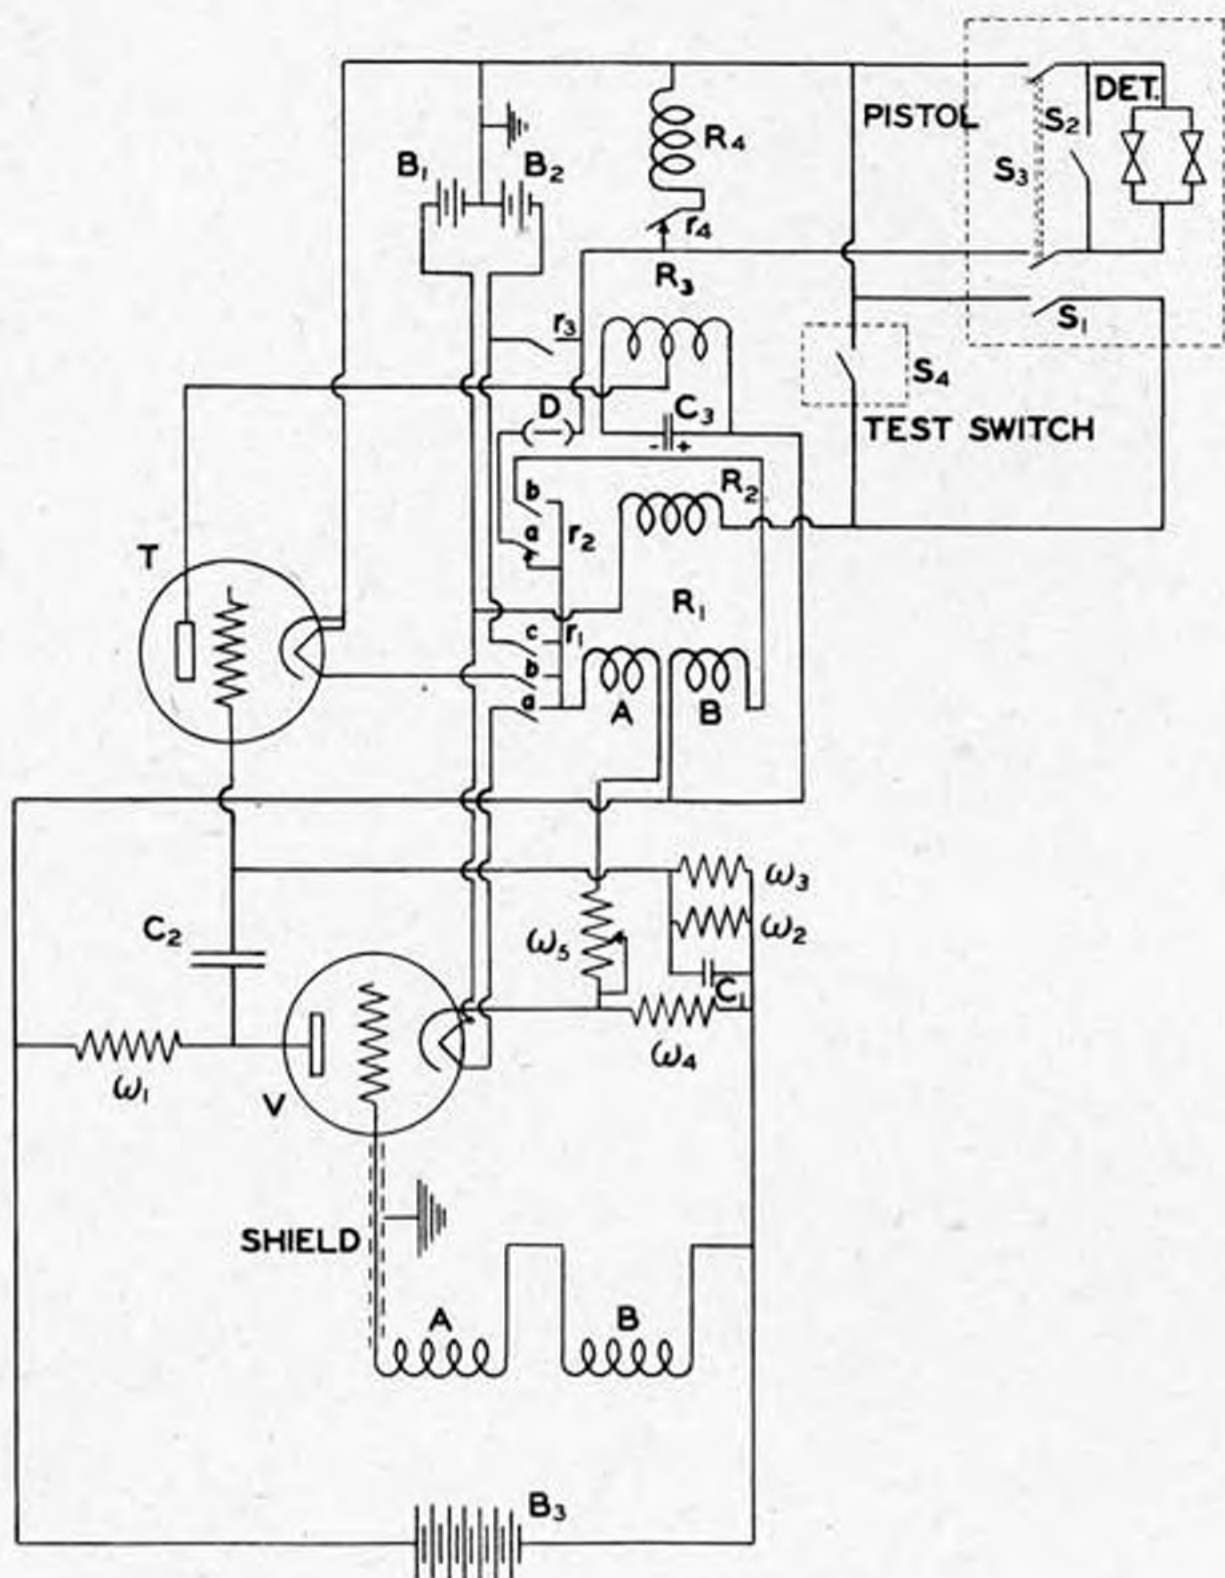 DET.
PISTOL
S2
R4
B1
B2
S3
r4
R3
r3
S1
S4
D
C3
- +
TEST SWITCH
b
R2
a
r2
T
R1
c
r1
b
a
A
B
ω3
C2
ω5
ω2
C1
ω1
ω4
V
SHIELD
A
B
B3